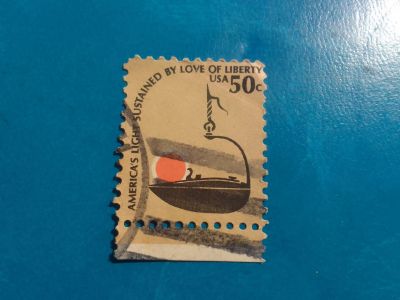 AMERICA'S LIGHT SUSTAINED BY LOVE OF LIBERTY
USA 50c